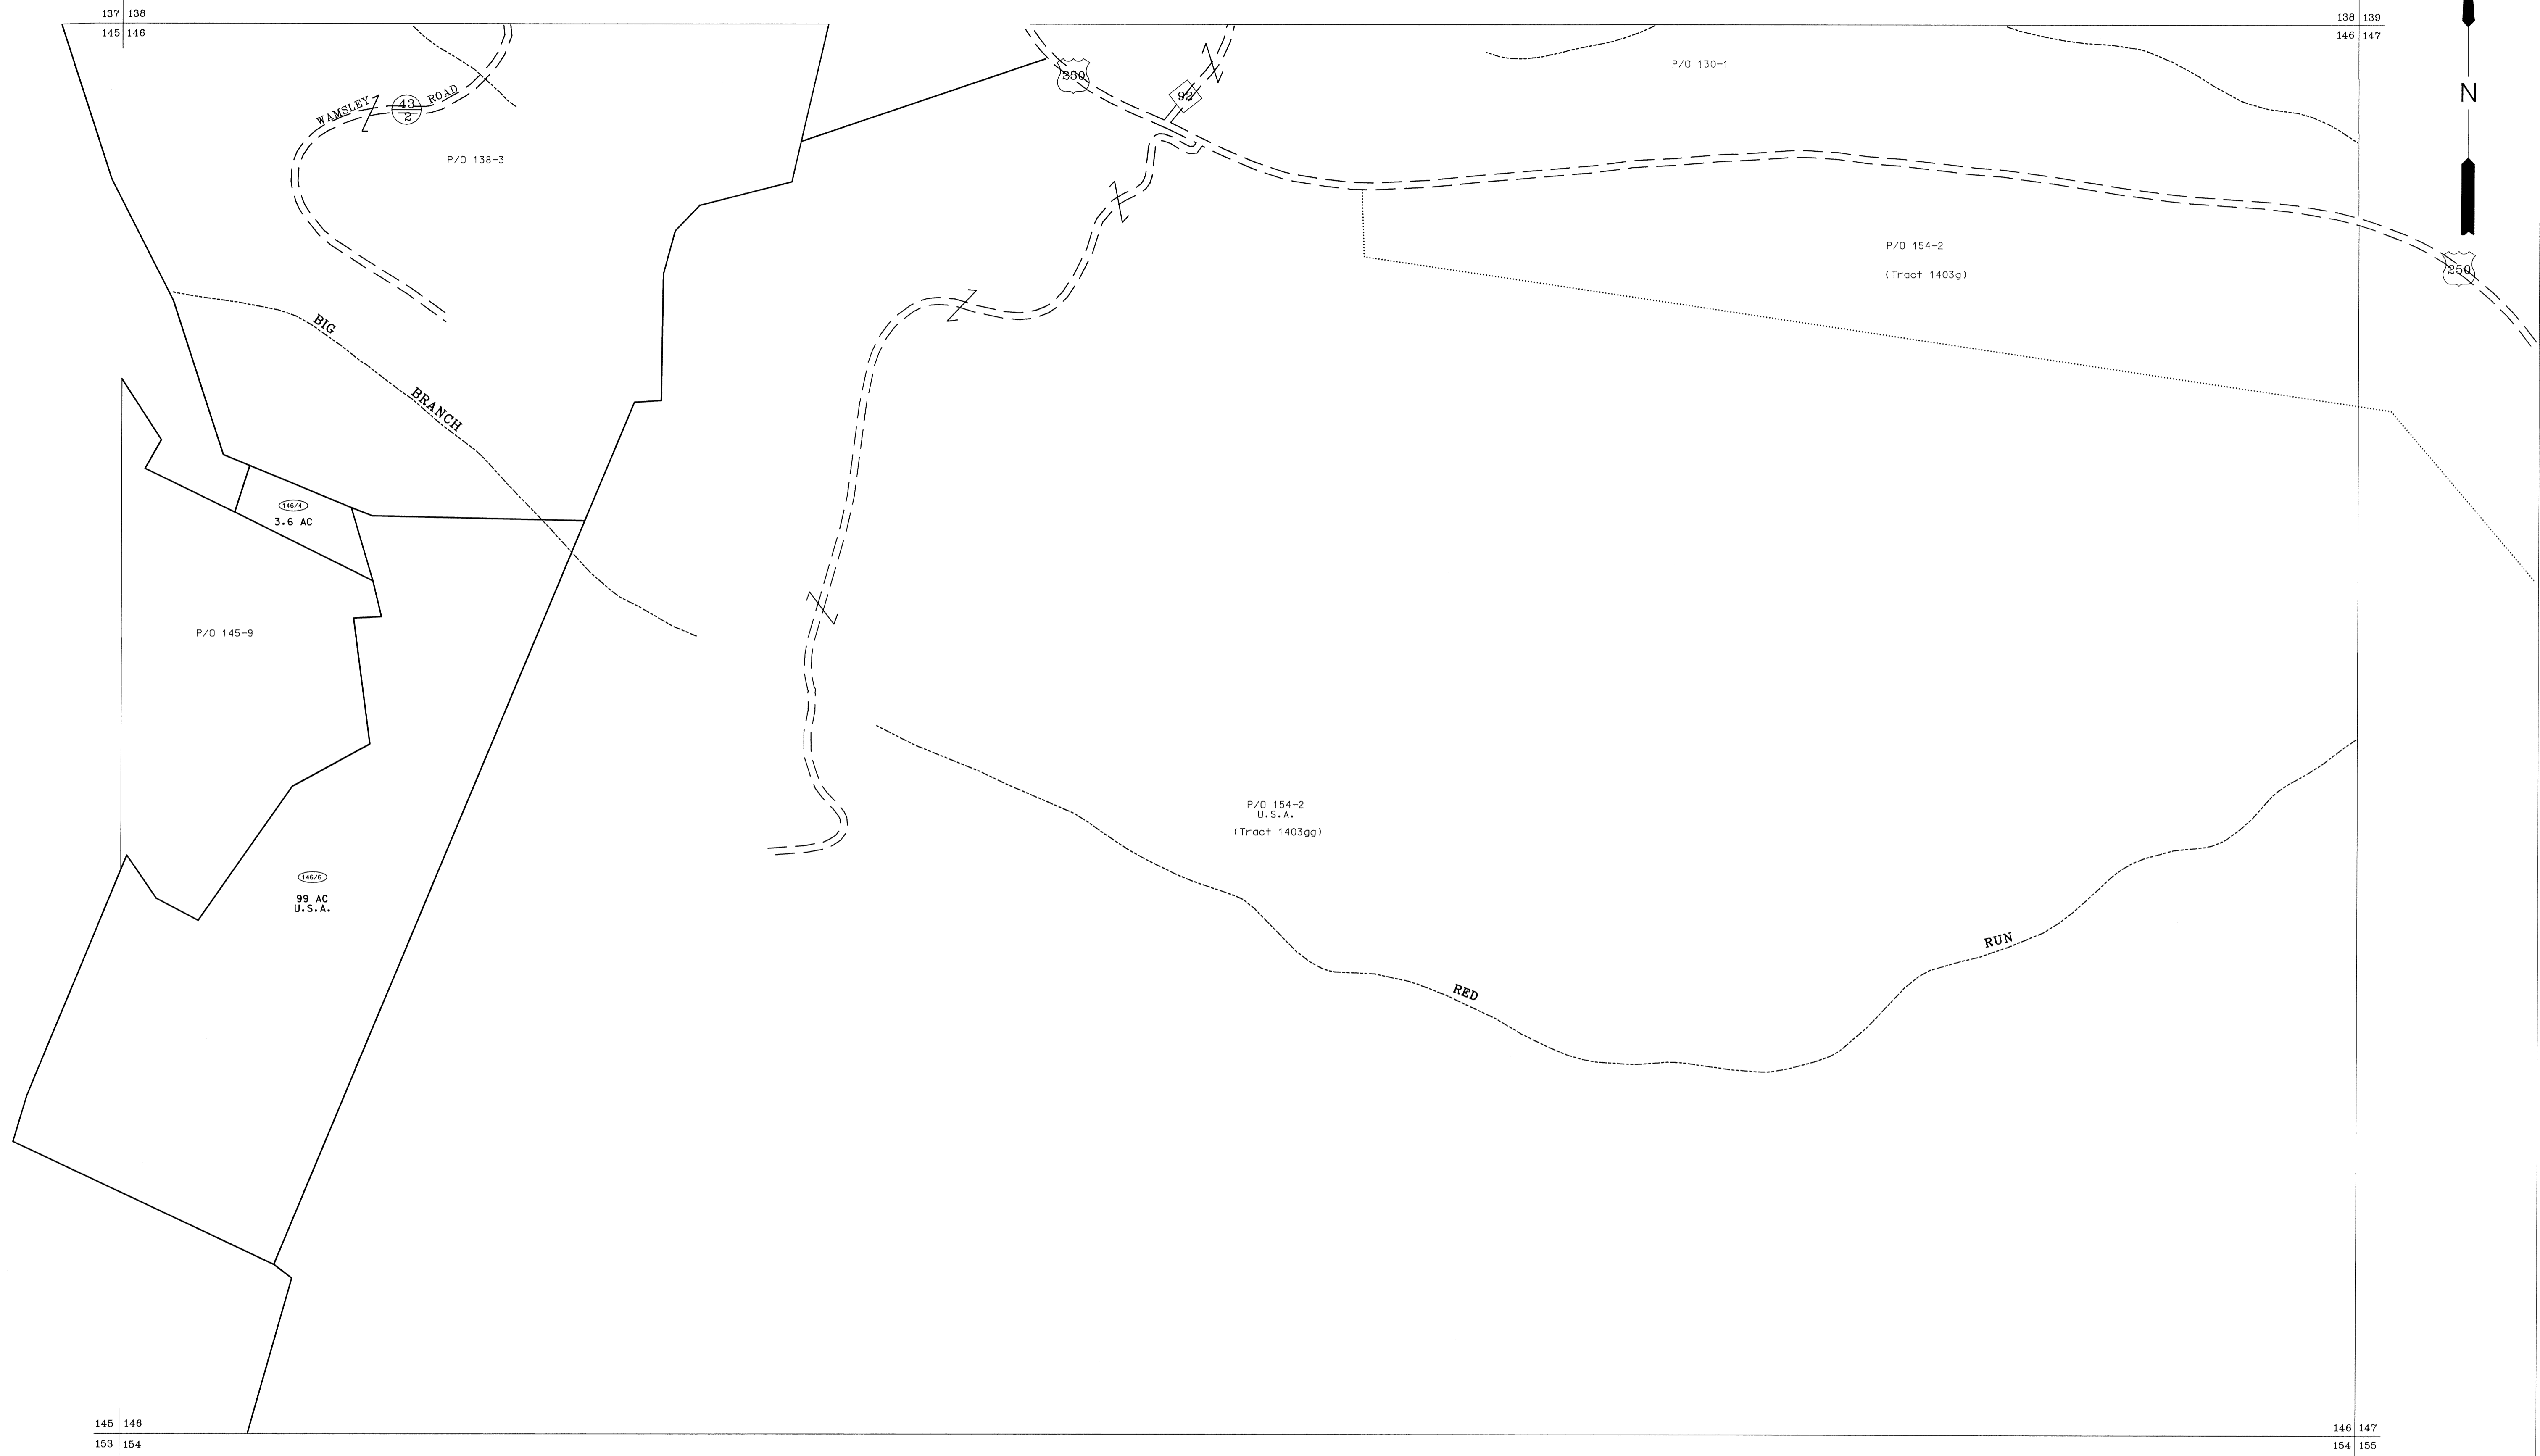 137 138
145 146
138 139
146 147
N
250
92
P/O 130-1
WAMSLEY
43
2
ROAD
P/O 138-3
P/O 154-2
(Tract 1403g)
250
BIG
BRANCH
146/4
3.6 AC
P/O 145-9
P/O 154-2
U.S.A.
(Tract 1403gg)
146/6
99 AC
U.S.A.
RED
RUN
145 146
153 154
146 147
154 155